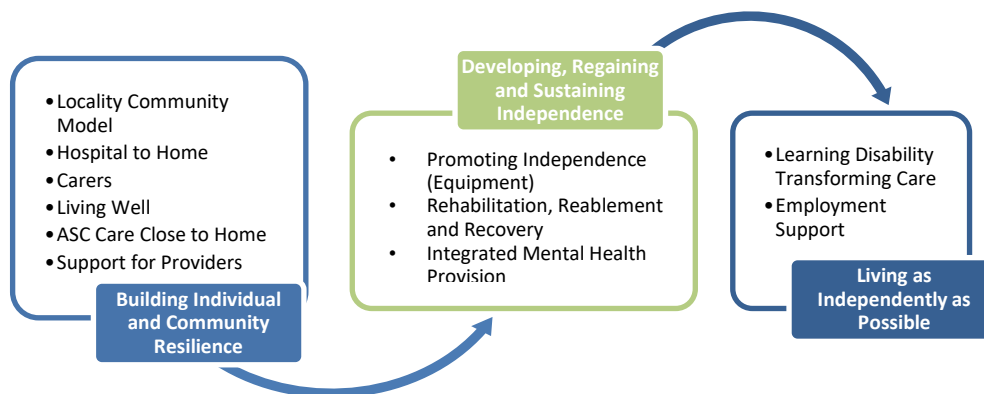 •Locality Community
Model
•Hospital to Home
•Carers
•Living Well
•ASC Care Close to Home
•Support for Providers
Building Individual
and Community
Resilience
Developing, Regaining
and Sustaining
Independence
• Promoting Independence
(Equipment)
• Rehabilitation, Reablement
and Recovery
• Integrated Mental Health
Provision
•Learning Disability
Transforming Care
•Employment
Support
Living as
Independently as
Possible